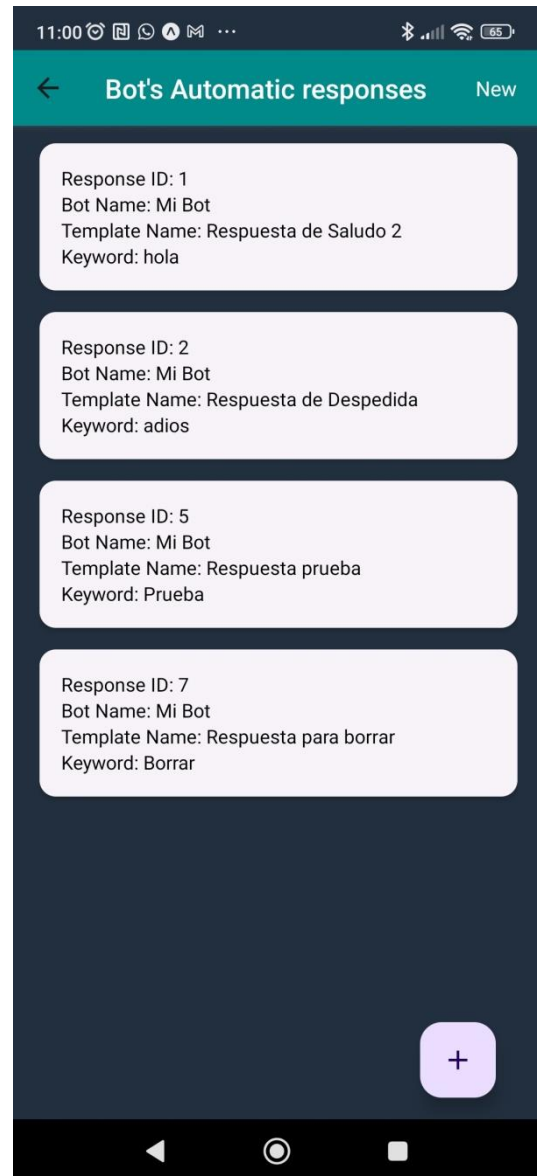 11:00
65
Bot's Automatic responses
New
Response ID: 1
Bot Name: Mi Bot
Template Name: Respuesta de Saludo 2
Keyword: hola
Response ID: 2
Bot Name: Mi Bot
Template Name: Respuesta de Despedida
Keyword: adios
Response ID: 5
Bot Name: Mi Bot
Template Name: Respuesta prueba
Keyword: Prueba
Response ID: 7
Bot Name: Mi Bot
Template Name: Respuesta para borrar
Keyword: Borrar
+